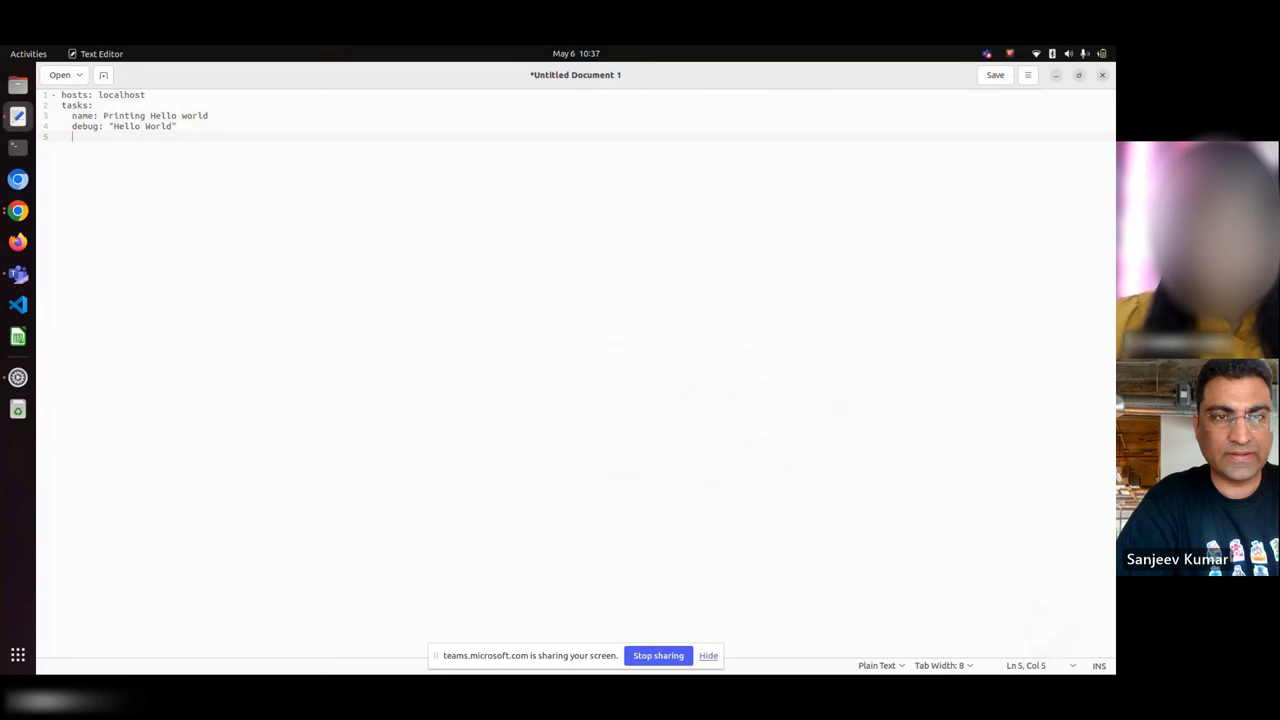 Activities
Text Editor
May 6 10:37
Open
*Untitled Document 1
Save
1 - hosts: localhost
2 tasks:
3 name: Printing Hello world
4 debug: "Hello World"
5
Sanjeev Kumar
teams.microsoft.com is sharing your screen.
Stop sharing
Hide
Plain Text
Tab Width: 8
Ln 5, Col 5
INS